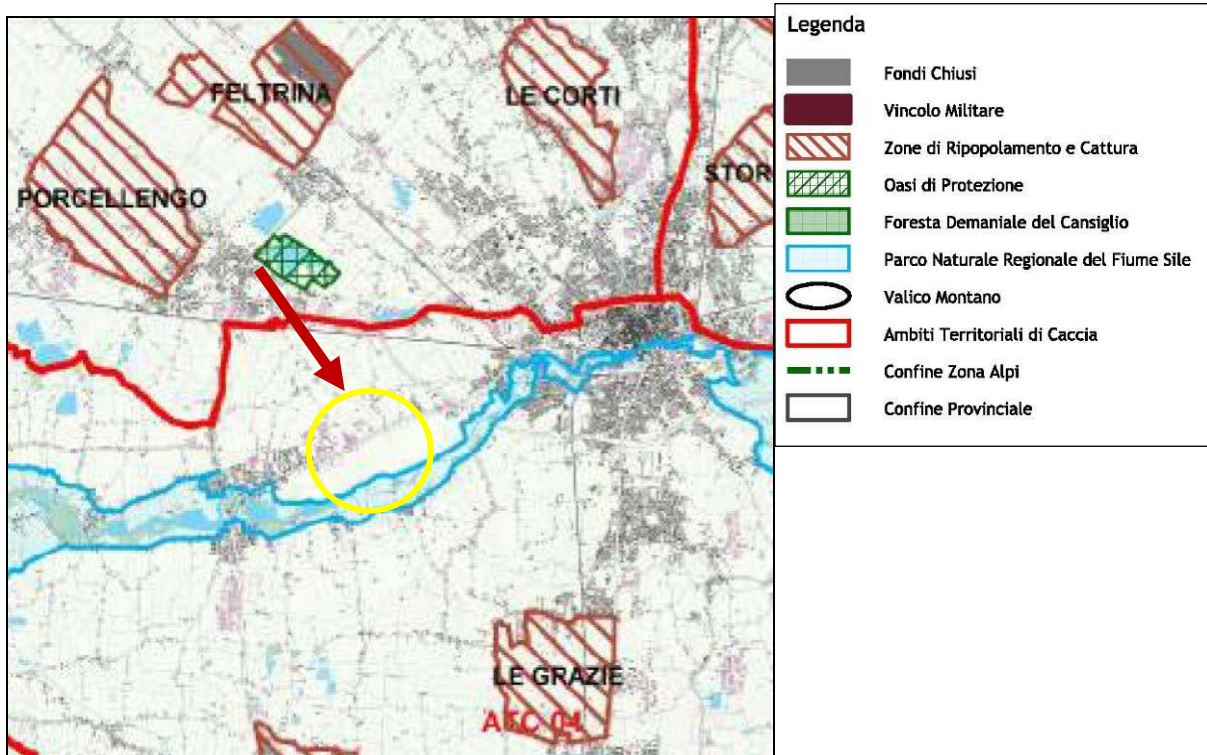 FELTRINA
LE CORTI
STOR
PORCELLENGO
LE GRAZIE
ATC 04
Legenda
Fondi Chiusi
Vincolo Militare
Zone di Ripopolamento e Cattura
Oasi di Protezione
Foresta Demaniale del Cansiglio
Parco Naturale Regionale del Fiume Sile
Valico Montano
Ambiti Territoriali di Caccia
Confine Zona Alpi
Confine Provinciale